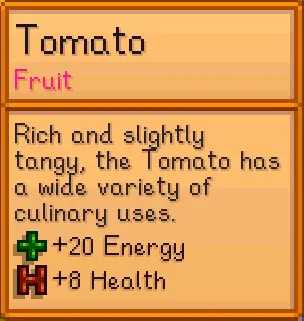 Tomato
Fruit
Rich and slightly
tangy, the Tomato has
a wide variety of
culinary uses.
+20 Energy
+8 Health